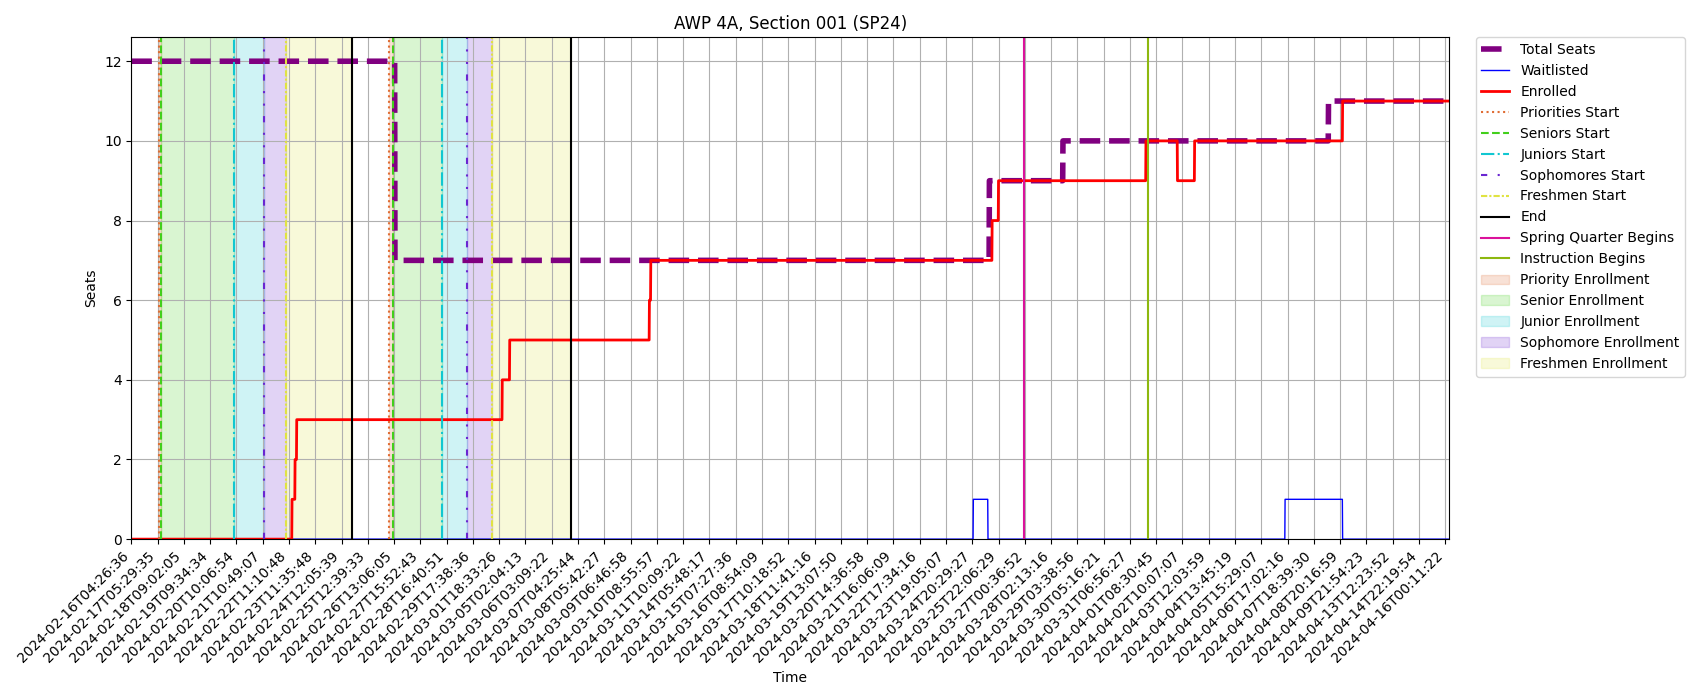 AWP 4A, Section 001 (SP24)
Seats
12
10
8
6
4
2
0
2024-02-16T04:26:36
2024-02-17T05:29:35
2024-02-18T09:02:05
2024-02-19T09:34:34
2024-02-20T10:06:54
2024-02-21T10:49:07
2024-02-22T11:10:48
2024-02-23T11:35:48
2024-02-24T12:05:39
2024-02-25T12:39:33
2024-02-26T13:06:05
2024-02-27T15:52:43
2024-02-28T16:40:51
2024-02-29T17:38:36
2024-03-01T18:33:26
2024-03-05T02:04:13
2024-03-06T03:09:22
2024-03-07T04:25:44
2024-03-08T05:42:27
2024-03-09T06:46:58
2024-03-10T08:55:57
2024-03-11T10:09:22
2024-03-14T05:48:17
2024-03-15T07:27:36
2024-03-16T08:54:09
2024-03-17T10:18:52
2024-03-18T11:41:16
2024-03-19T13:07:50
2024-03-20T14:36:58
2024-03-21T16:06:09
2024-03-22T17:34:16
2024-03-23T19:05:07
2024-03-24T20:29:27
2024-03-25T22:06:29
2024-03-27T00:36:52
2024-03-28T02:13:16
2024-03-29T03:38:56
2024-03-30T05:16:21
2024-03-31T06:56:27
2024-04-01T08:30:45
2024-04-02T10:07:07
2024-04-03T12:03:59
2024-04-04T13:45:19
2024-04-05T15:29:07
2024-04-06T17:02:16
2024-04-07T18:39:30
2024-04-08T20:16:59
2024-04-09T21:54:23
2024-04-13T12:23:52
2024-04-14T22:19:54
2024-04-16T00:11:22
Time
Total Seats
Waitlisted
Enrolled
Priorities Start
Seniors Start
Juniors Start
Sophomores Start
Freshmen Start
End
Spring Quarter Begins
Instruction Begins
Priority Enrollment
Senior Enrollment
Junior Enrollment
Sophomore Enrollment
Freshmen Enrollment